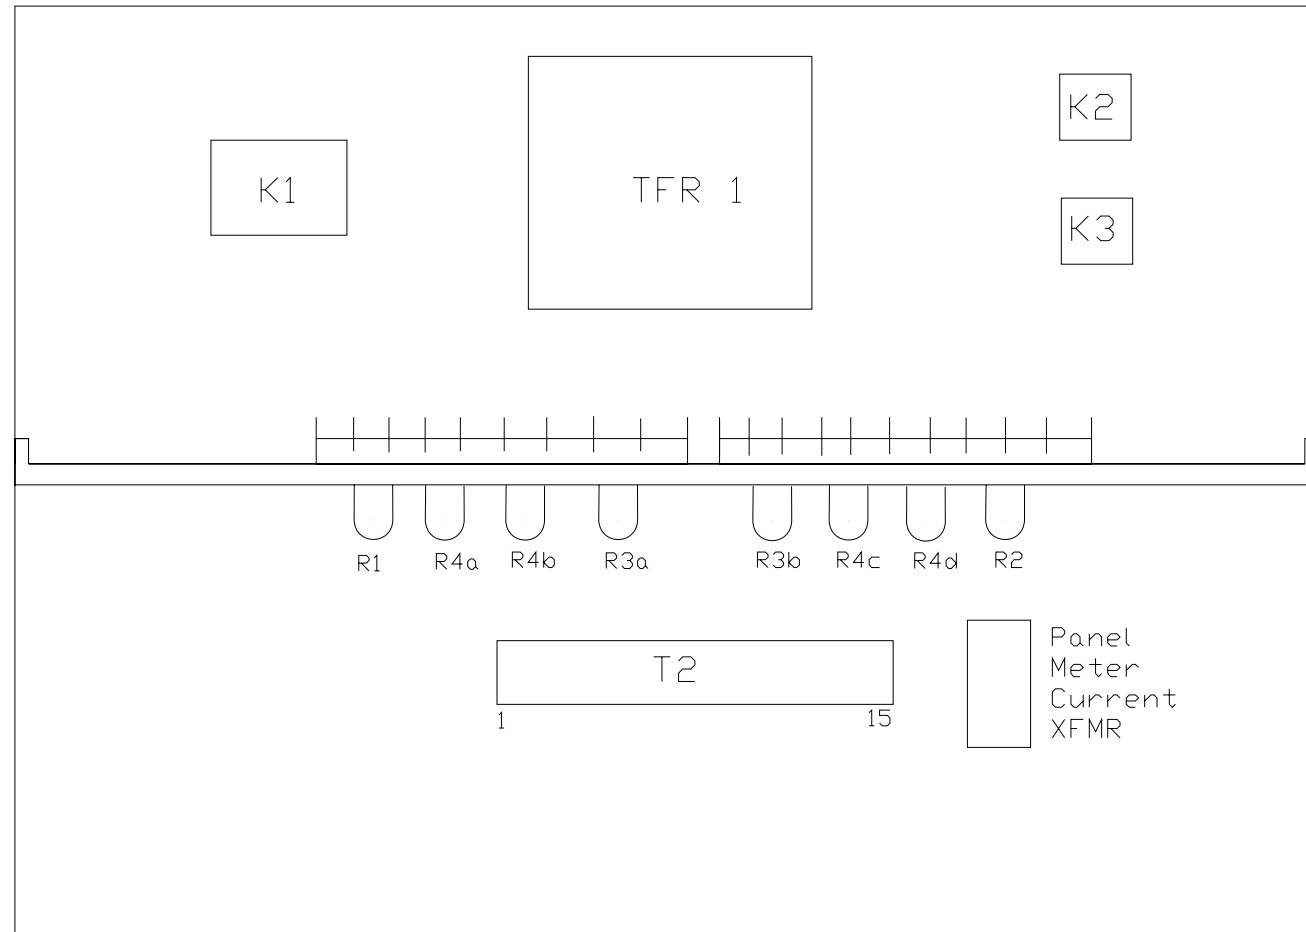 K2
K1
TFR 1
K3
R1
R4a
R4b
R3a
R3b
R4c
R4d
R2
T2
1
15
Panel
Meter
Current
XFMR